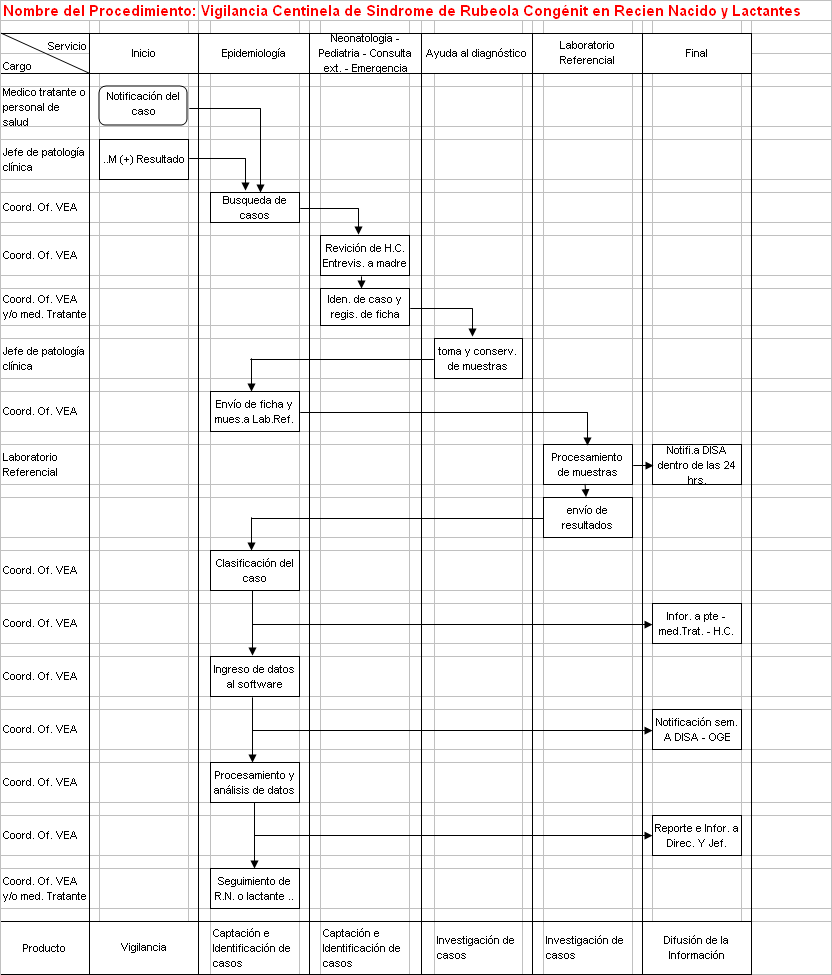 Nombre del Procedimiento: Vigilancia Centinela de Sindrome de Rubeola Congénit en Recien Nacido y Lactantes
Servicio
Cargo
Inicio
Epidemiología
Neonatologia -
Pediatria - Consulta
ext. - Emergencia
Ayuda al diagnóstico
Laboratorio
Referencial
Final
Medico tratante o
personal de
salud
Notificación del
caso
Jefe de patología
clínica
..M (+) Resultado
Coord. Of. VEA
Busqueda de
casos
Coord. Of. VEA
Revición de H.C.
Entrevis. a madre
Coord. Of. VEA
y/o med. Tratante
Iden. de caso y
regis. de ficha
Jefe de patología
clínica
toma y conserv.
de muestras
Coord. Of. VEA
Envío de ficha y
mues.a Lab.Ref.
Laboratorio
Referencial
Procesamiento
de muestras
Notifi.a DISA
dentro de las 24
hrs.
envío de
resultados
Coord. Of. VEA
Clasificación del
caso
Coord. Of. VEA
Infor. a pte -
med.Trat. - H.C.
Coord. Of. VEA
Ingreso de datos
al software
Coord. Of. VEA
Notificación sem.
A DISA - OGE
Coord. Of. VEA
Procesamiento y
análisis de datos
Coord. Of. VEA
Reporte e Infor. a
Direc. Y Jef.
Coord. Of. VEA
y/o med. Tratante
Seguimiento de
R.N. o lactante ..
Producto
Vigilancia
Captación e
Identificación de
casos
Captación e
Identificación de
casos
Investigación de
casos
Investigación de
casos
Difusión de la
Información